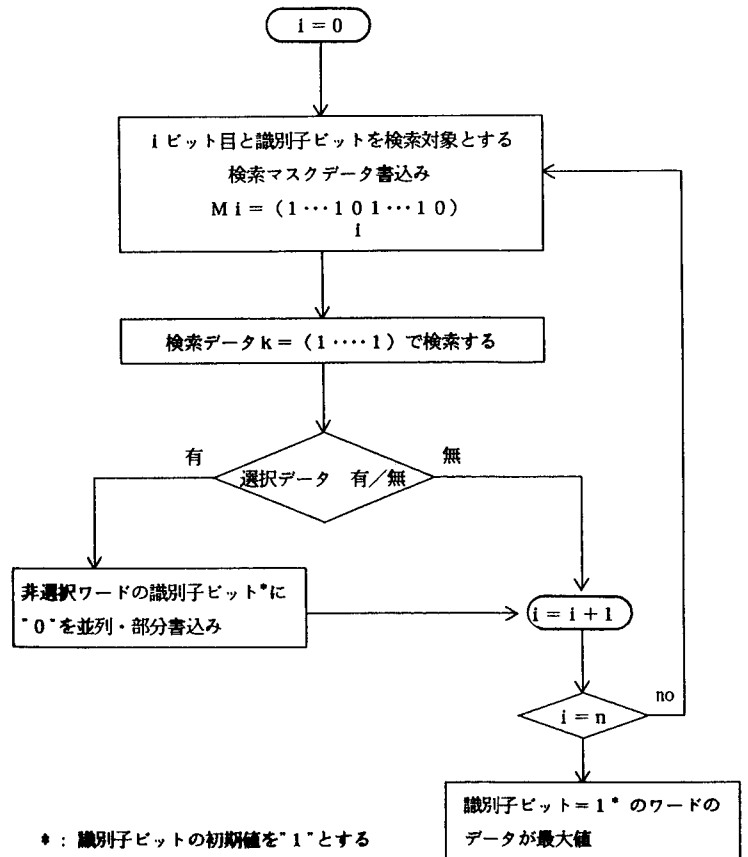 i = 0
i ビット目と識別子ビットを検索対象とする
検索マスクデータ書込み
M i = ( 1 ⋯ 1 0 1 ⋯ 1 0 )
i
検索データ k = ( 1 ⋯⋯ 1 ) で検索する
有
無
選択データ 有／無
非選択ワードの識別子ビット*に
"0"を並列・部分書込み
i = i + 1
no
i = n
識別子ビット = 1 * のワードの
データが最大値
* : 識別子ビットの初期値を"1"とする